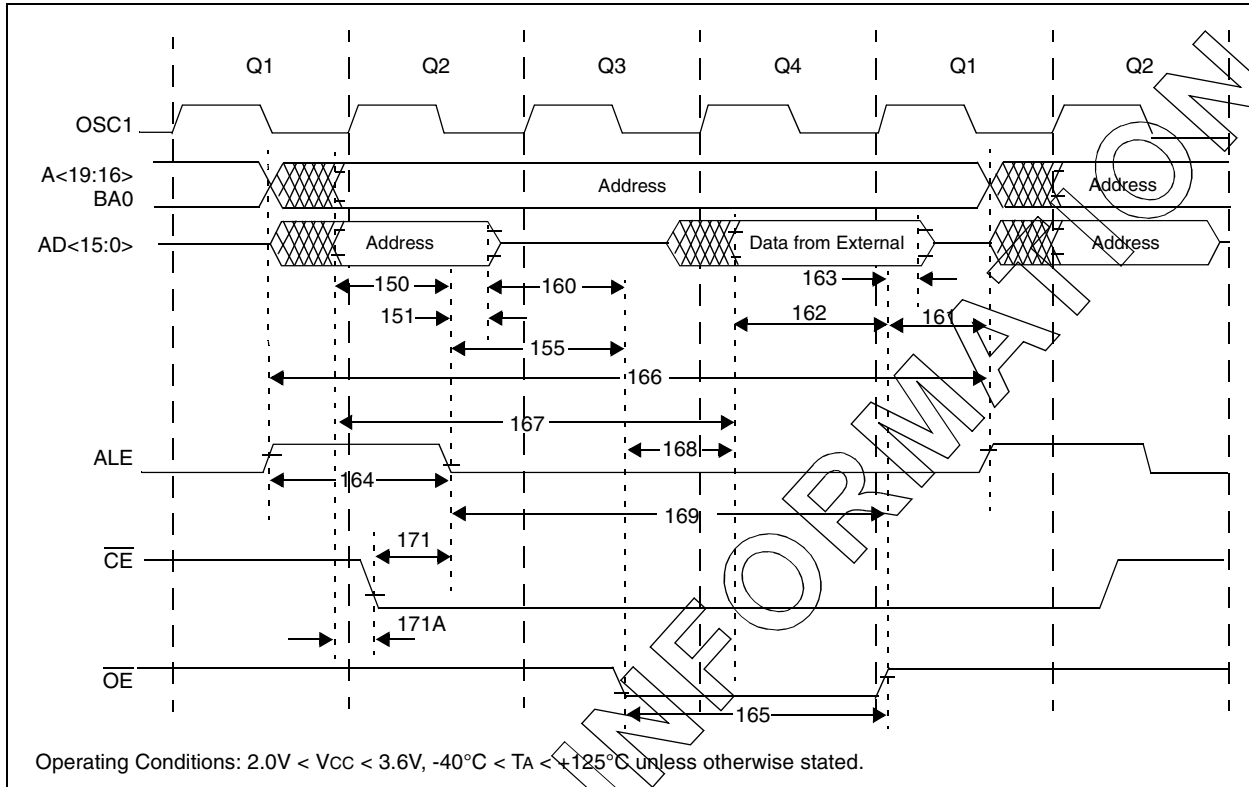 Q1 Q2 Q3 Q4 Q1 Q2
OSC1
A<19:16>
BA0
Address
Address
AD<15:0>
Address
Data from External
Address
150
160
163
151
162
161
155
166
167
ALE
168
164
169
CE
171
171A
OE
165
INFORMATION
Operating Conditions: 2.0V < VCC < 3.6V, -40°C < TA < +125°C unless otherwise stated.